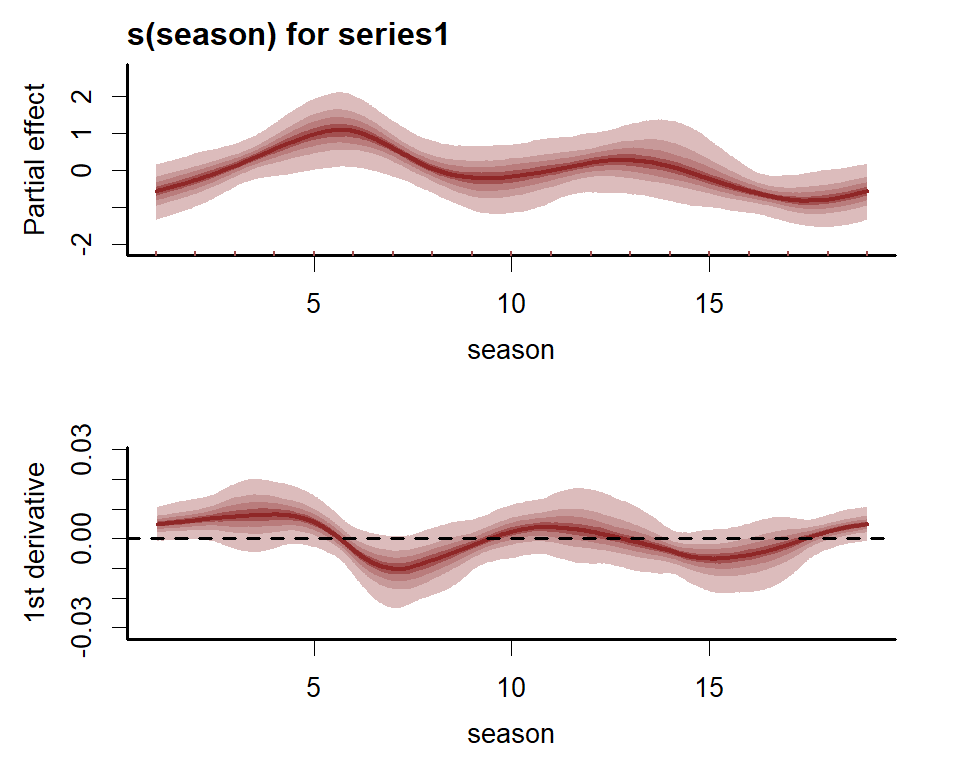 s(season) for series1
Partial effect
2
1
0
-2
5 10 15
season
1st derivative
0.03
0.00
-0.03
5 10 15
season